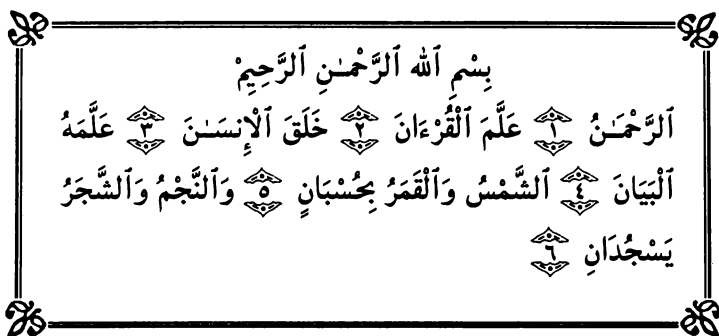 بِسْمِ ٱلله ٱلرَّحْمَـٰنِ ٱلرَّحِيمْ
ٱلرَّحْمَـٰنُ ١ عَلَّمَ ٱلْقُرْءَانَ ٢ خَلَقَ ٱلْإِنسَـٰنَ ٣ عَلَّمَهُ
ٱلْبَيَانَ ٤ ٱلشَّمْسُ وَٱلْقَمَرُ بِحُسْبَانٍ ٥ وَٱلنَّجْمُ وَٱلشَّجَرُ
يَسْجُدَانِ ٦